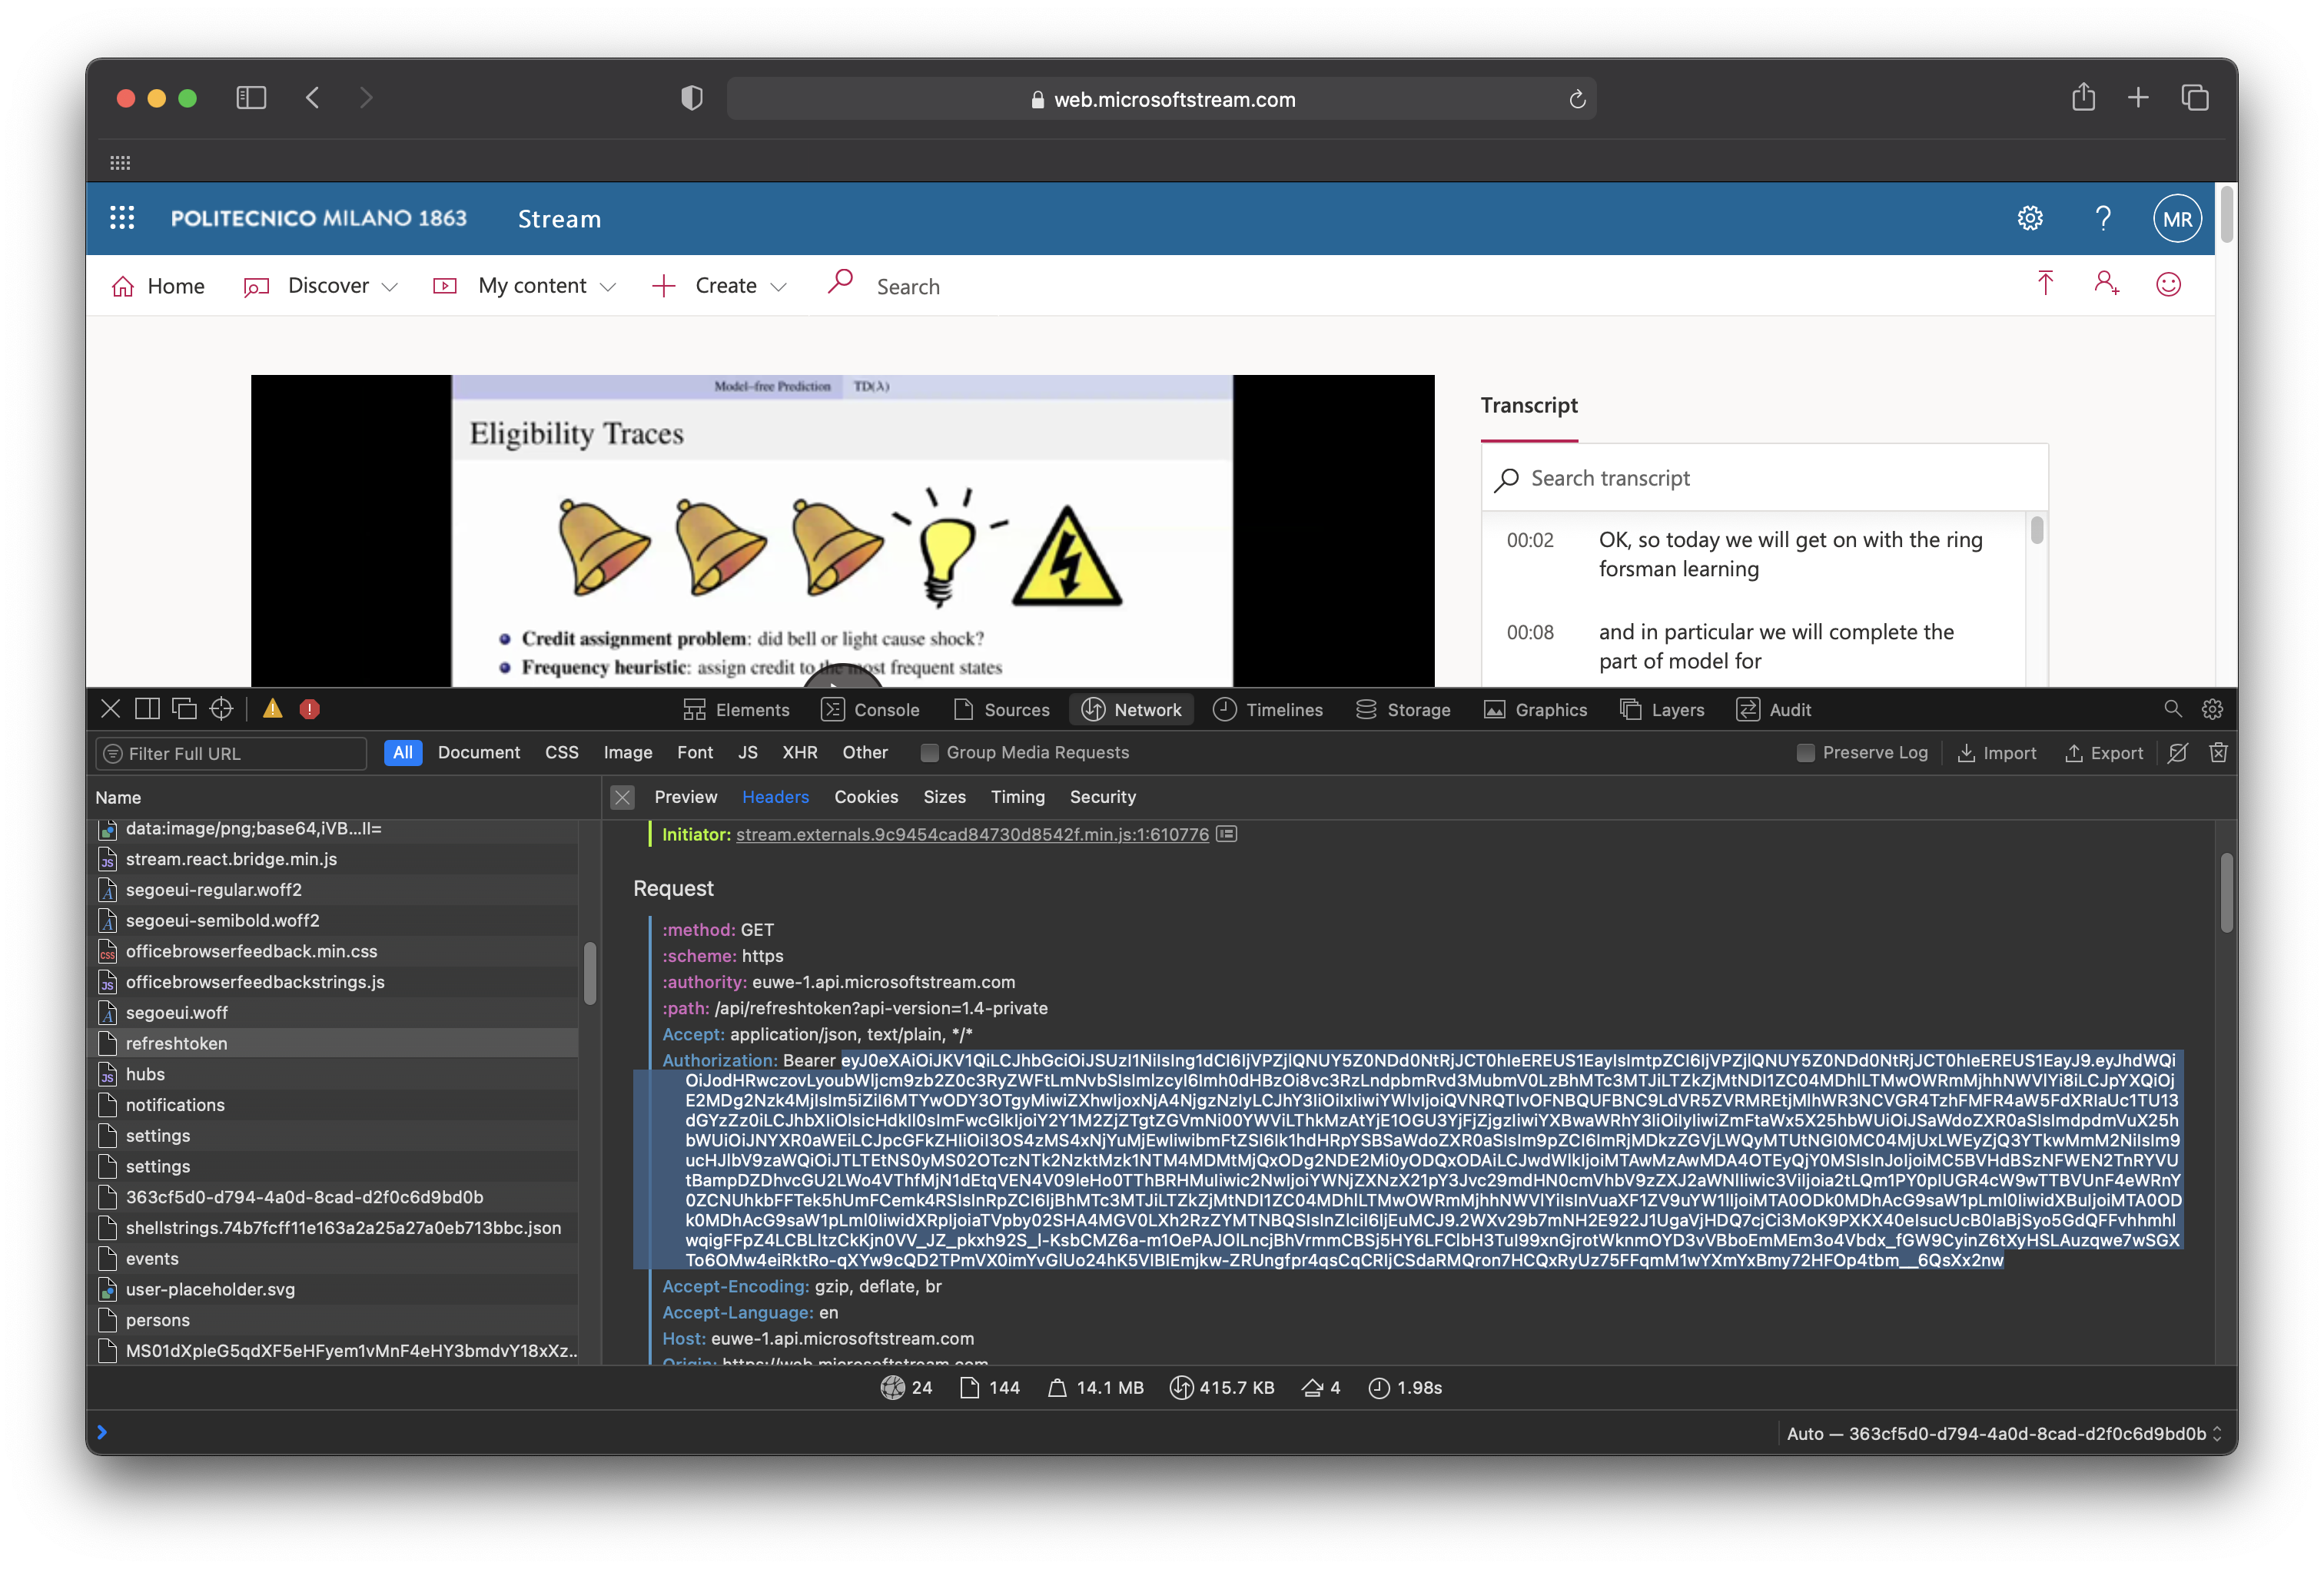 web.microsoftstream.com
POLITECNICO MILANO 1863
Stream
MR
Home
Discover
My content
Create
Search
Model-free Prediction TD(λ)
Eligibility Traces
Credit assignment problem: did bell or light cause shock?
Frequency heuristic: assign credit to the most frequent states
Transcript
Search transcript
00:02 OK, so today we will get on with the ring
forsman learning
00:08 and in particular we will complete the
part of model for
Elements Console Sources Network Timelines Storage Graphics Layers Audit
Filter Full URL
All Document CSS Image Font JS XHR Other Group Media Requests
Preserve Log Import Export
Name
data:image/png;base64,iVB...II=
stream.react.bridge.min.js
segoeui-regular.woff2
segoeui-semibold.woff2
officebrowserfeedback.min.css
officebrowserfeedbackstrings.js
segoeui.woff
refreshtoken
hubs
notifications
settings
settings
363cf5d0-d794-4a0d-8cad-d2f0c6d9bd0b
shellstrings.74b7fcff11e163a2a25a27a0eb713bbc.json
events
user-placeholder.svg
persons
Preview Headers Cookies Sizes Timing Security
Initiator: stream.externals.9c9454cad84730d8542f.min.js:1:610776
Request
:method: GET
:scheme: https
:authority: euwe-1.api.microsoftstream.com
:path: /api/refreshtoken?api-version=1.4-private
Accept: application/json, text/plain, */*
Authorization: Bearer
Accept-Encoding: gzip, deflate, br
Accept-Language: en
Host: euwe-1.api.microsoftstream.com
Origin: https://web.microsoftstream.com
24 144 14.1 MB 415.7 KB 4 1.98s
Auto — 363cf5d0-d794-4a0d-8cad-d2f0c6d9bd0b